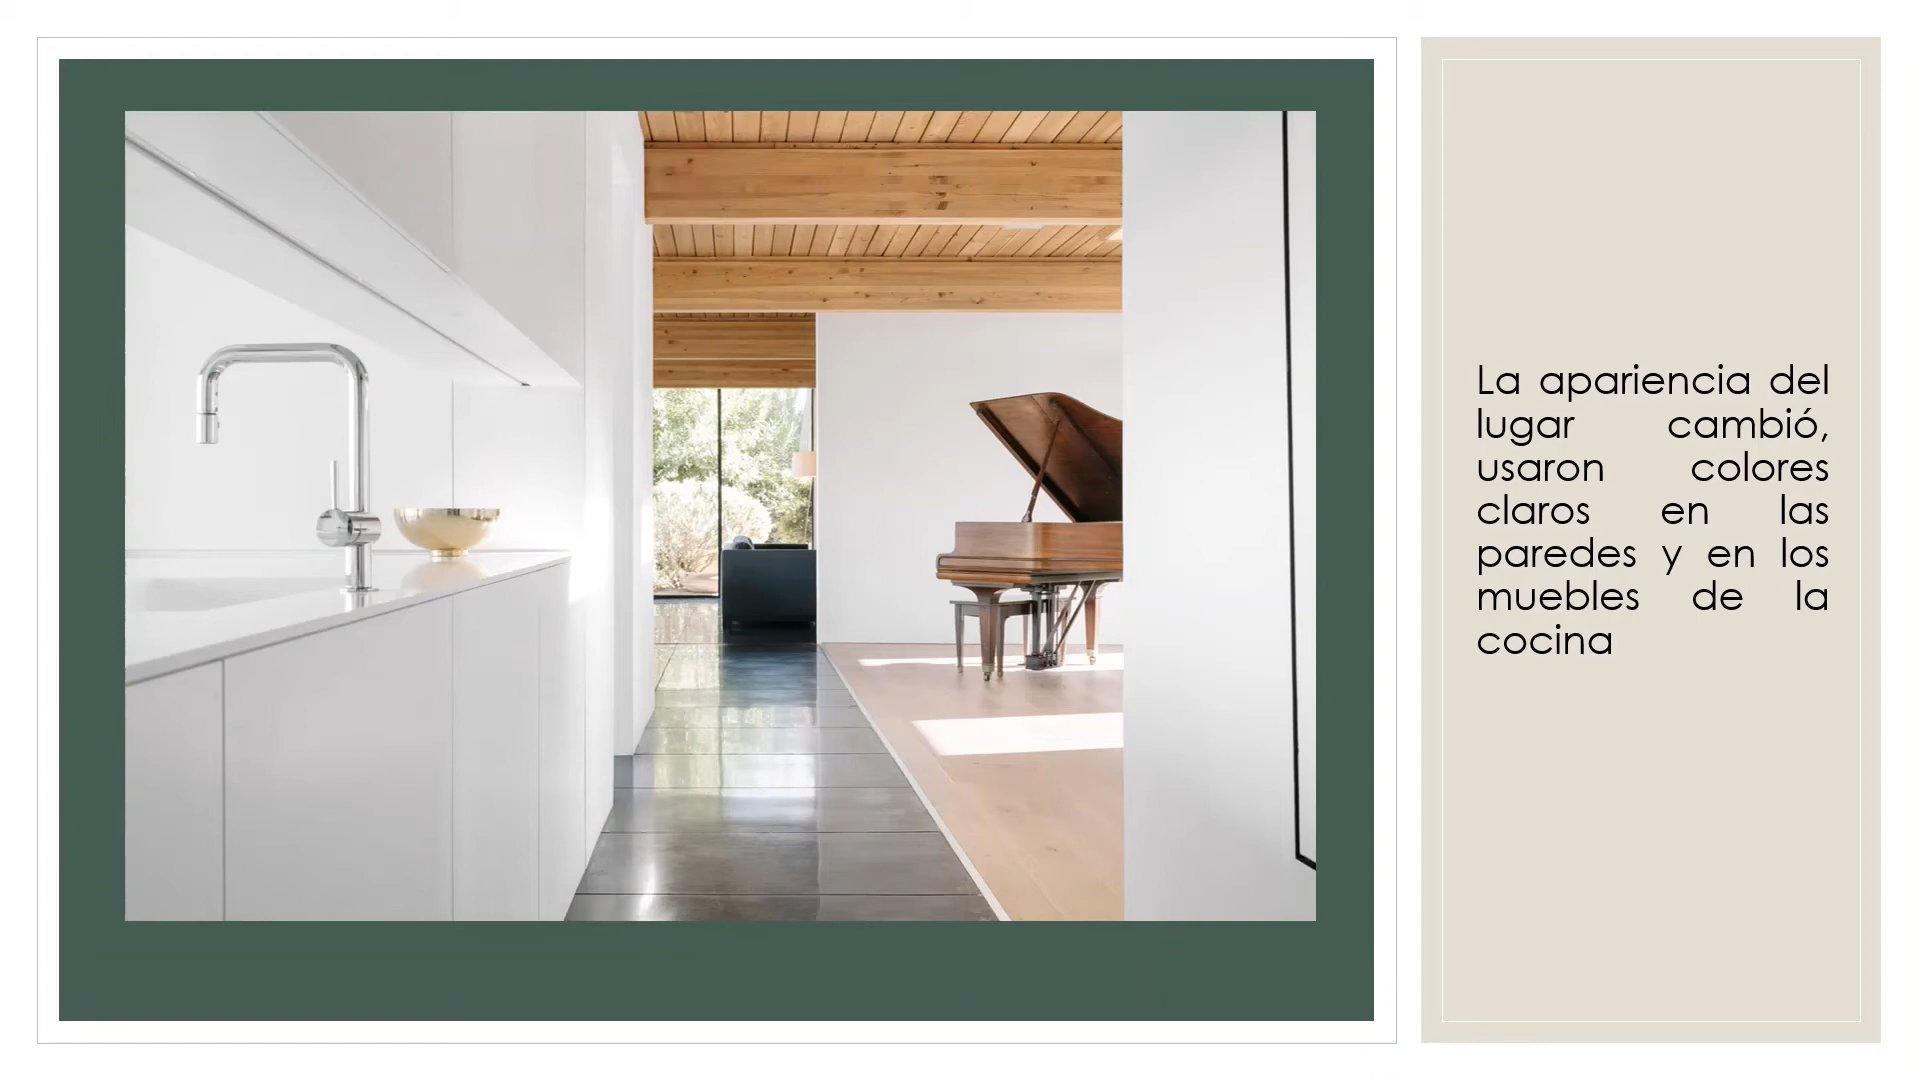 La apariencia del
lugar cambió,
usaron colores
claros en las
paredes y en los
muebles de la
cocina